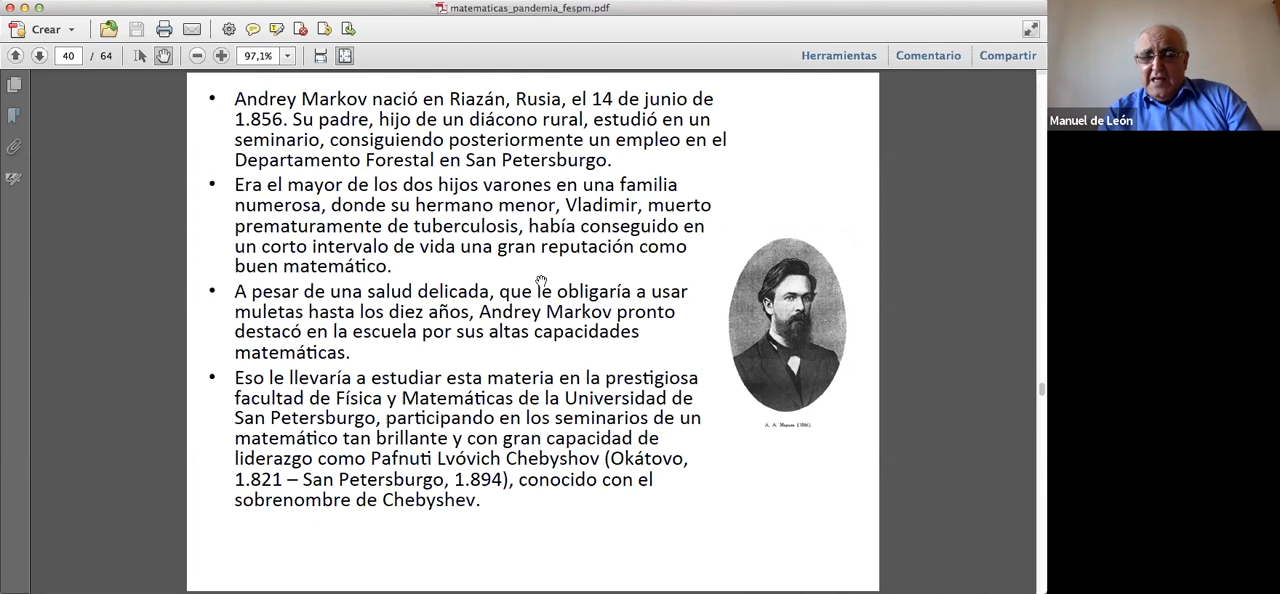 matematicas_pandemia_fespm.pdf
Crear
40 / 64
97,1%
Herramientas
Comentario
Compartir
• Andrey Markov nació en Riazán, Rusia, el 14 de junio de
1.856. Su padre, hijo de un diácono rural, estudió en un
seminario, consiguiendo posteriormente un empleo en el
Departamento Forestal en San Petersburgo.
• Era el mayor de los dos hijos varones en una familia
numerosa, donde su hermano menor, Vladimir, muerto
prematuramente de tuberculosis, había conseguido en
un corto intervalo de vida una gran reputación como
buen matemático.
• A pesar de una salud delicada, que le obligaría a usar
muletas hasta los diez años, Andrey Markov pronto
destacó en la escuela por sus altas capacidades
matemáticas.
• Eso le llevaría a estudiar esta materia en la prestigiosa
facultad de Física y Matemáticas de la Universidad de
San Petersburgo, participando en los seminarios de un
matemático tan brillante y con gran capacidad de
liderazgo como Pafnuti Lvóvich Chebyshov (Okátovo,
1.821 – San Petersburgo, 1.894), conocido con el
sobrenombre de Chebyshev.
А. А.
Manuel de León